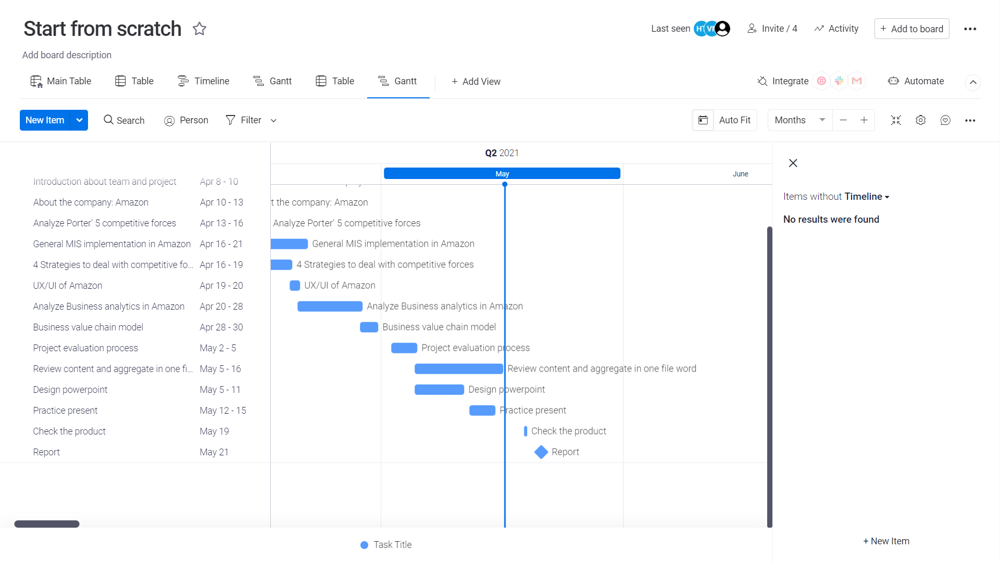 Start from scratch
Last seen
Invite / 4
Activity
+ Add to board
Add board description
Main Table
Table
Timeline
Gantt
Table
Gantt
+ Add View
Integrate
Automate
New Item
Search
Person
Filter
Auto Fit
Months
Q2 2021
May
June
Introduction about team and project Apr 8 - 10
About the company: Amazon Apr 10 - 13
t the company: Amazon
Analyze Porter' 5 competitive forces Apr 13 - 16
Analyze Porter' 5 competitive forces
General MIS implementation in Amazon Apr 16 - 21
General MIS implementation in Amazon
4 Strategies to deal with competitive fo... Apr 16 - 19
4 Strategies to deal with competitive forces
UX/UI of Amazon Apr 19 - 20
UX/UI of Amazon
Analyze Business analytics in Amazon Apr 20 - 28
Analyze Business analytics in Amazon
Business value chain model Apr 28 - 30
Business value chain model
Project evaluation process May 2 - 5
Project evaluation process
Review content and aggregate in one fi... May 5 - 16
Review content and aggregate in one file word
Design powerpoint May 5 - 11
Design powerpoint
Practice present May 12 - 15
Practice present
Check the product May 19
Check the product
Report May 21
Report
Task Title
Items without Timeline
No results were found
+ New Item